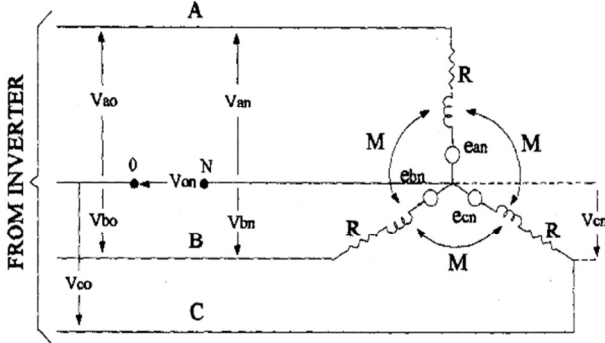 FROM INVERTER
A
R
Vao
Van
M
M
ean
0
N
Von
ebn
ecn
Vbo
Vbn
Vcn
R
R
B
M
Vco
C